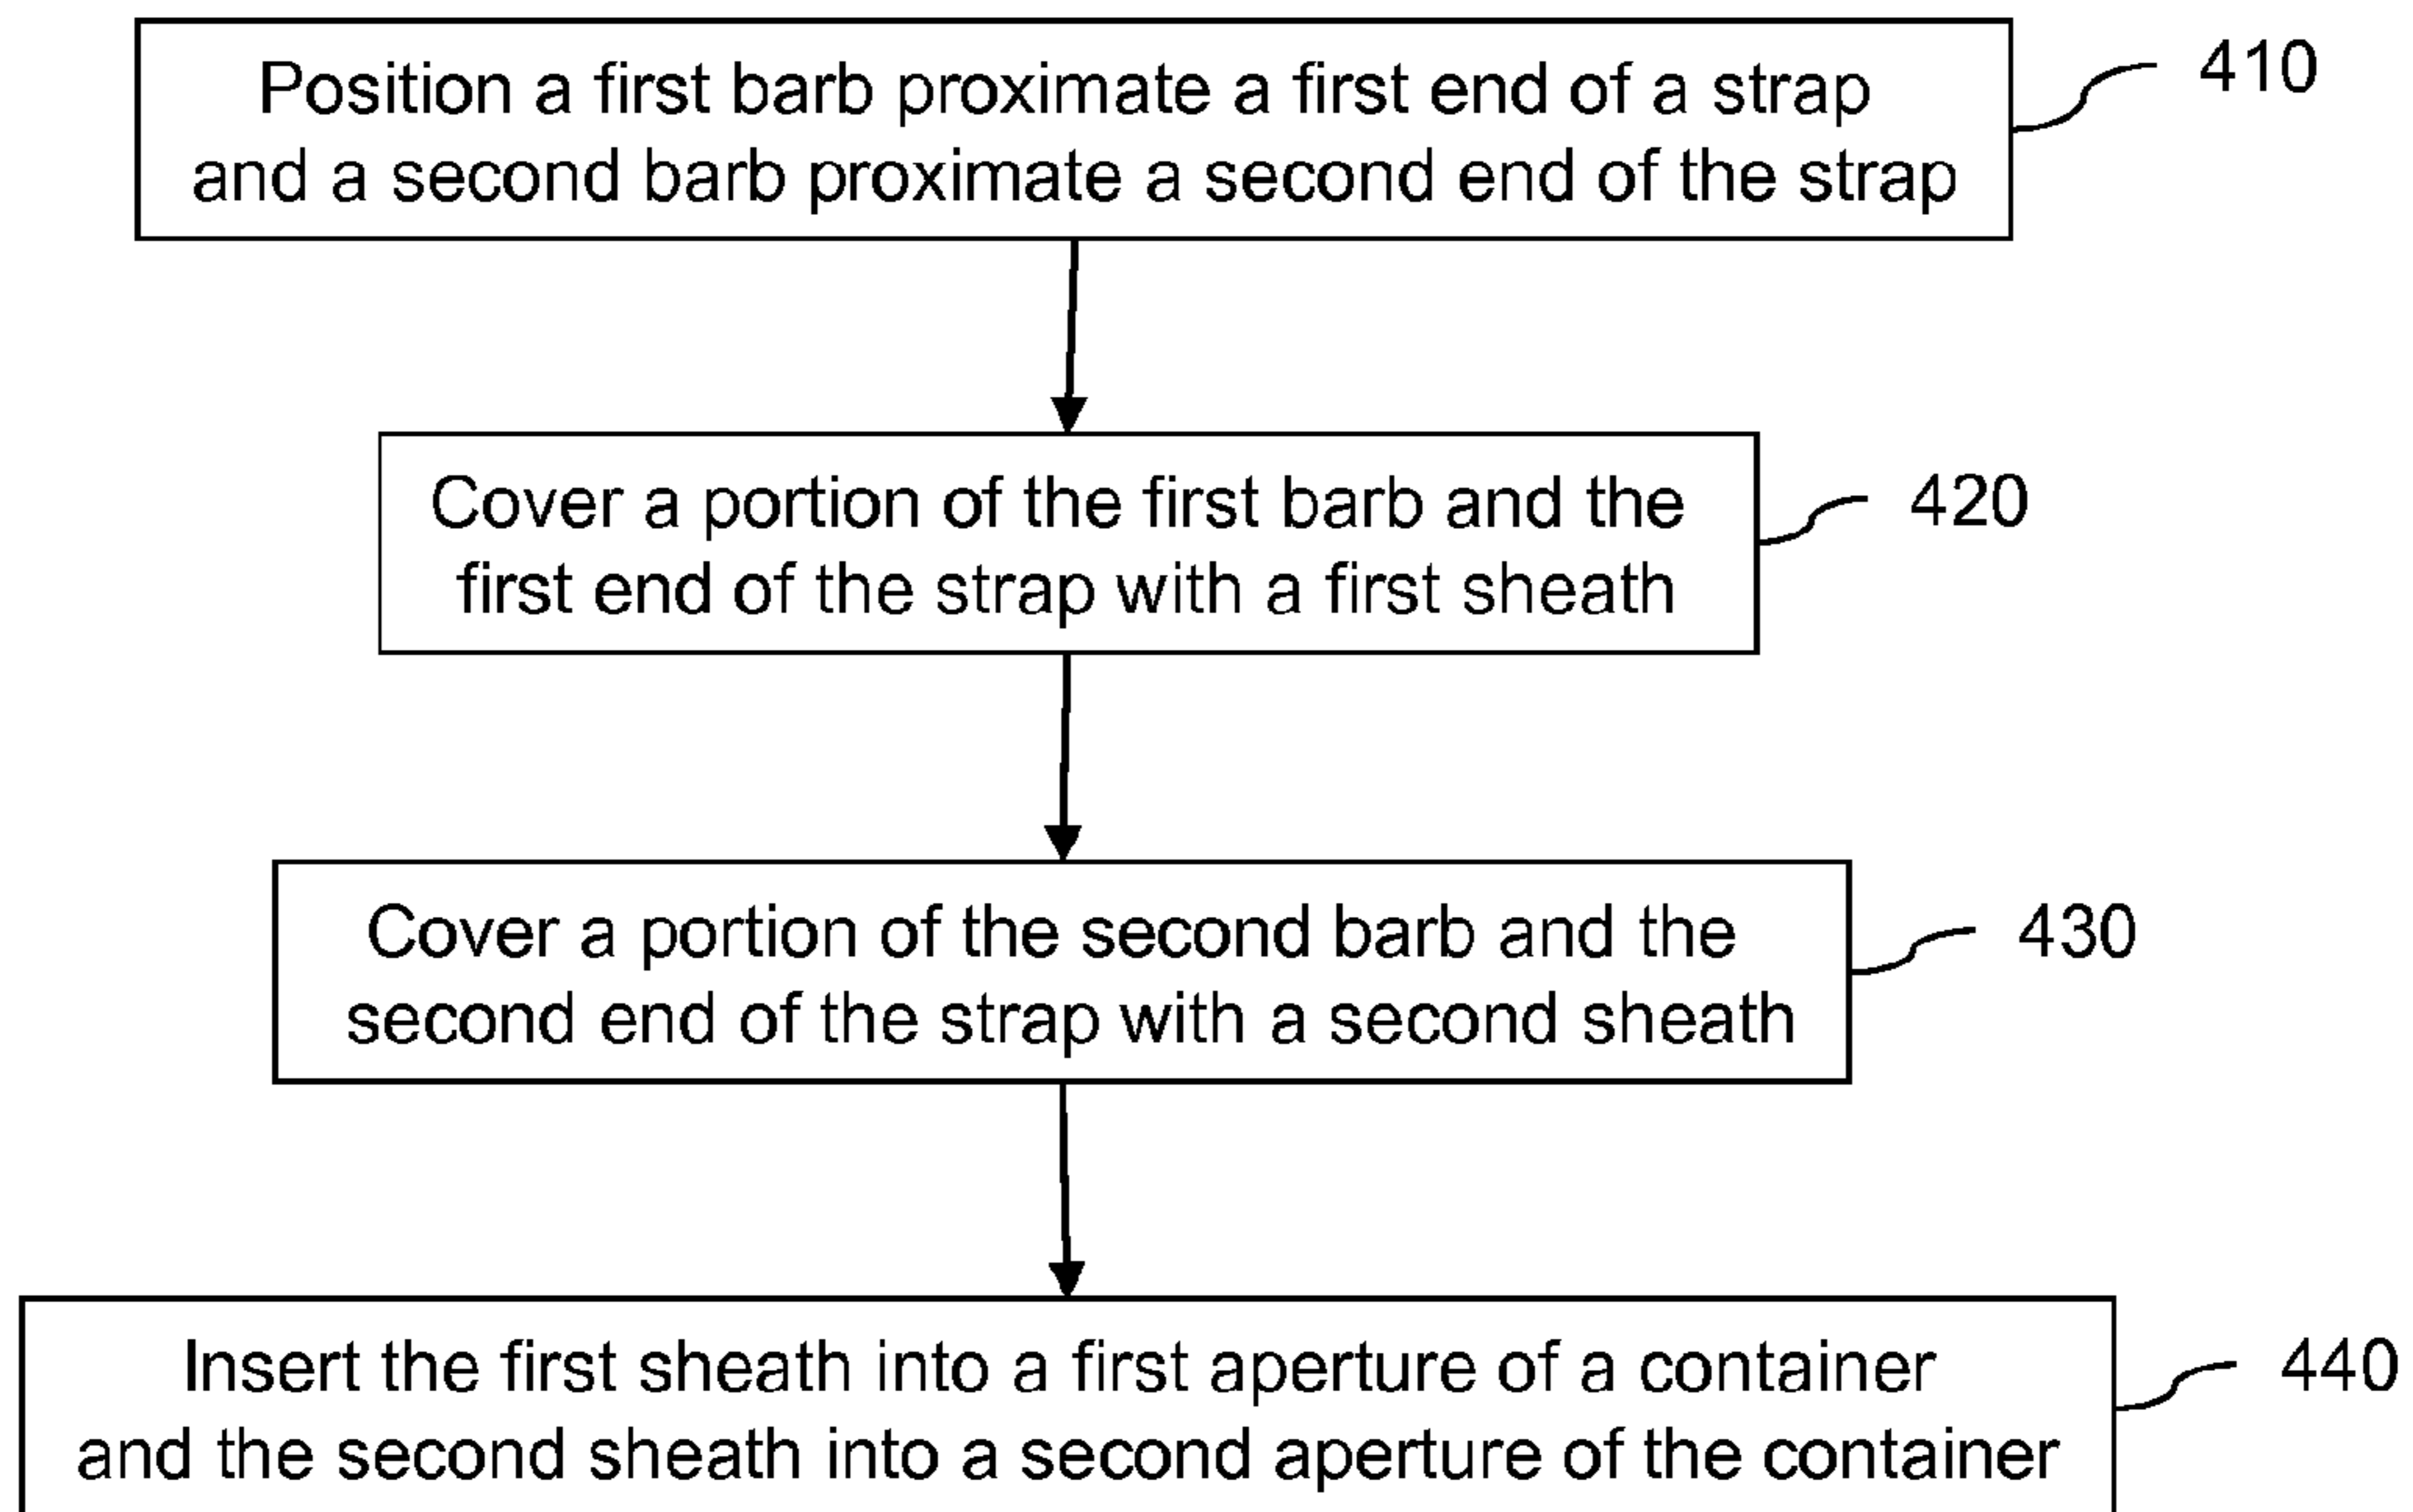 Position a first barb proximate a first end of a strap
and a second barb proximate a second end of the strap
410
Cover a portion of the first barb and the
first end of the strap with a first sheath
420
Cover a portion of the second barb and the
second end of the strap with a second sheath
430
Insert the first sheath into a first aperture of a container
and the second sheath into a second aperture of the container
440